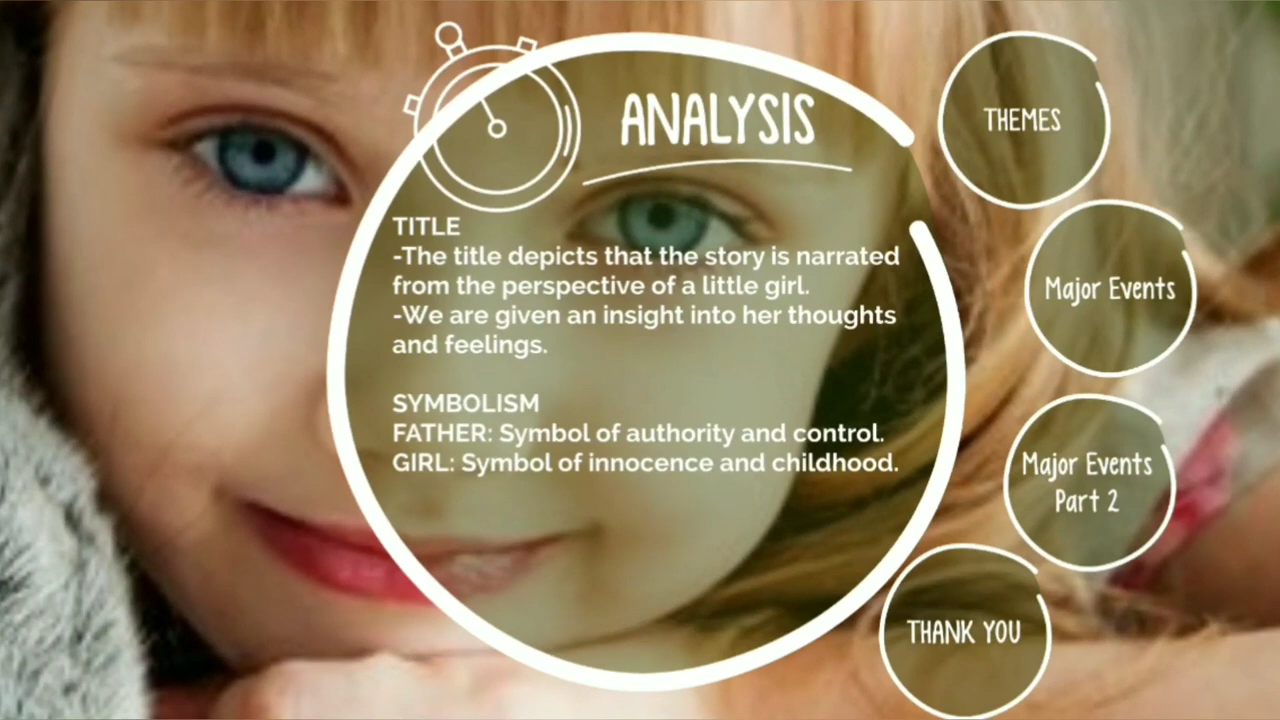 ANALYSIS
TITLE
-The title depicts that the story is narrated
from the perspective of a little girl.
-We are given an insight into her thoughts
and feelings.
SYMBOLISM
FATHER: Symbol of authority and control.
GIRL: Symbol of innocence and childhood.
THEMES
Major Events
Major Events
Part 2
THANK YOU